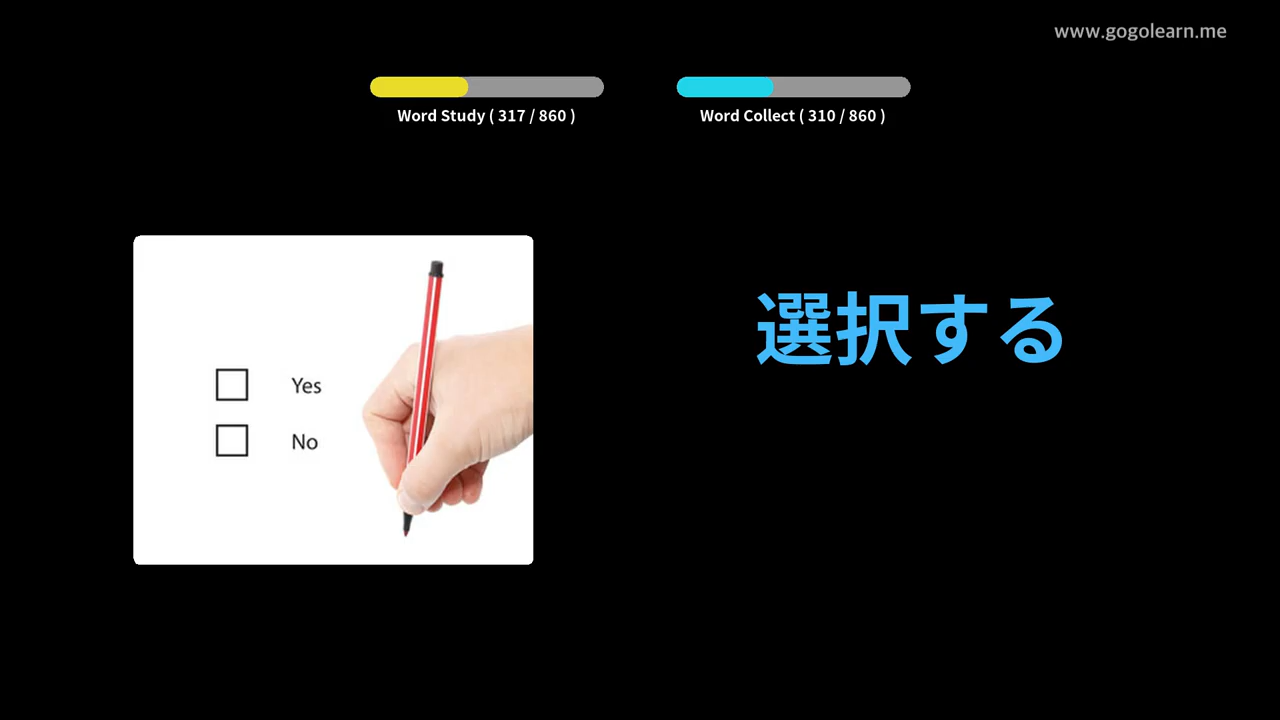 www.gogolearn.me
Word Study ( 317 / 860 )
Word Collect ( 310 / 860 )
選択する
Yes
No